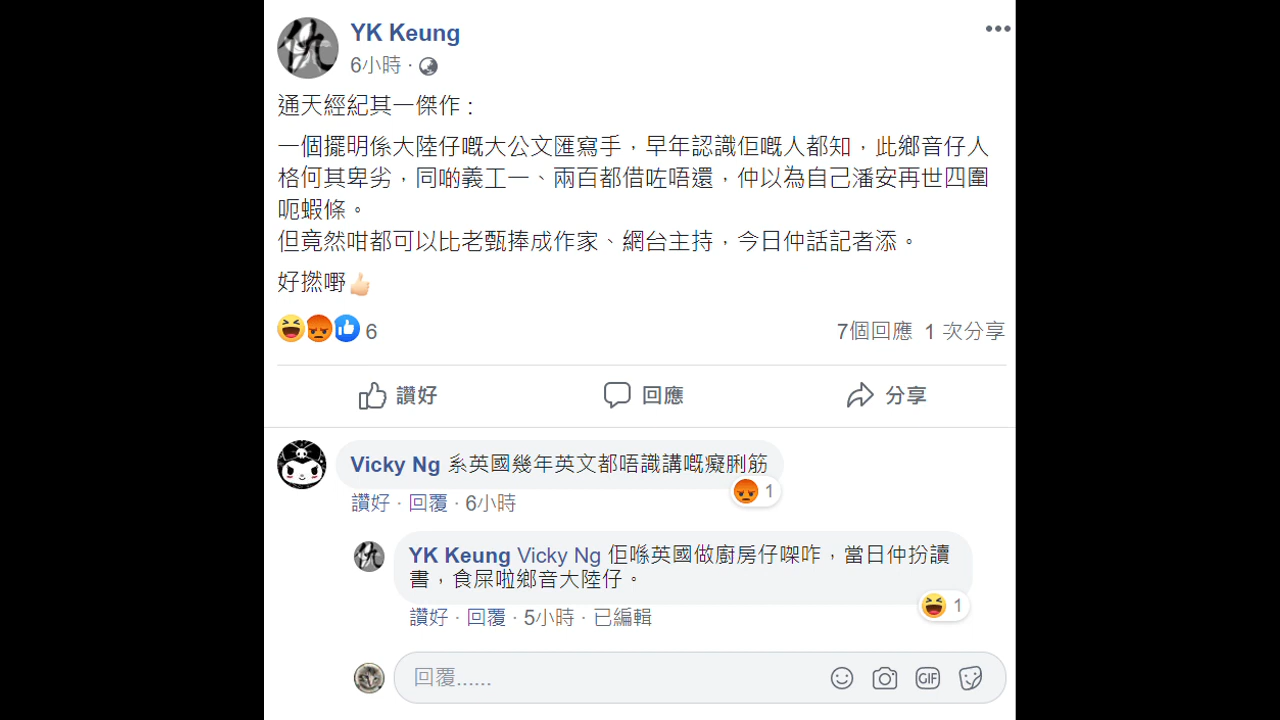 YK Keung
6小時 ·
通天經紀其一傑作 :
一個擺明係大陸仔嘅大公文匯寫手，早年認識佢嘅人都知，此鄉音仔人
格何其卑劣，同啲義工一、兩百都借咗唔還，仲以為自己潘安再世四圍
呃蝦條。
但竟然咁都可以比老甄捧成作家、網台主持，今日仲話記者添。
好撚嘢
6
7個回應 1 次分享
讚好
回應
分享
Vicky Ng 系英國幾年英文都唔識講嘅癡脷筋
1
讚好 · 回覆 · 6小時
YK Keung Vicky Ng 佢喺英國做廚房仔㗎咋，當日仲扮讀
書，食屎啦鄉音大陸仔。
1
讚好 · 回覆 · 5小時 · 已編輯
回覆......
GIF